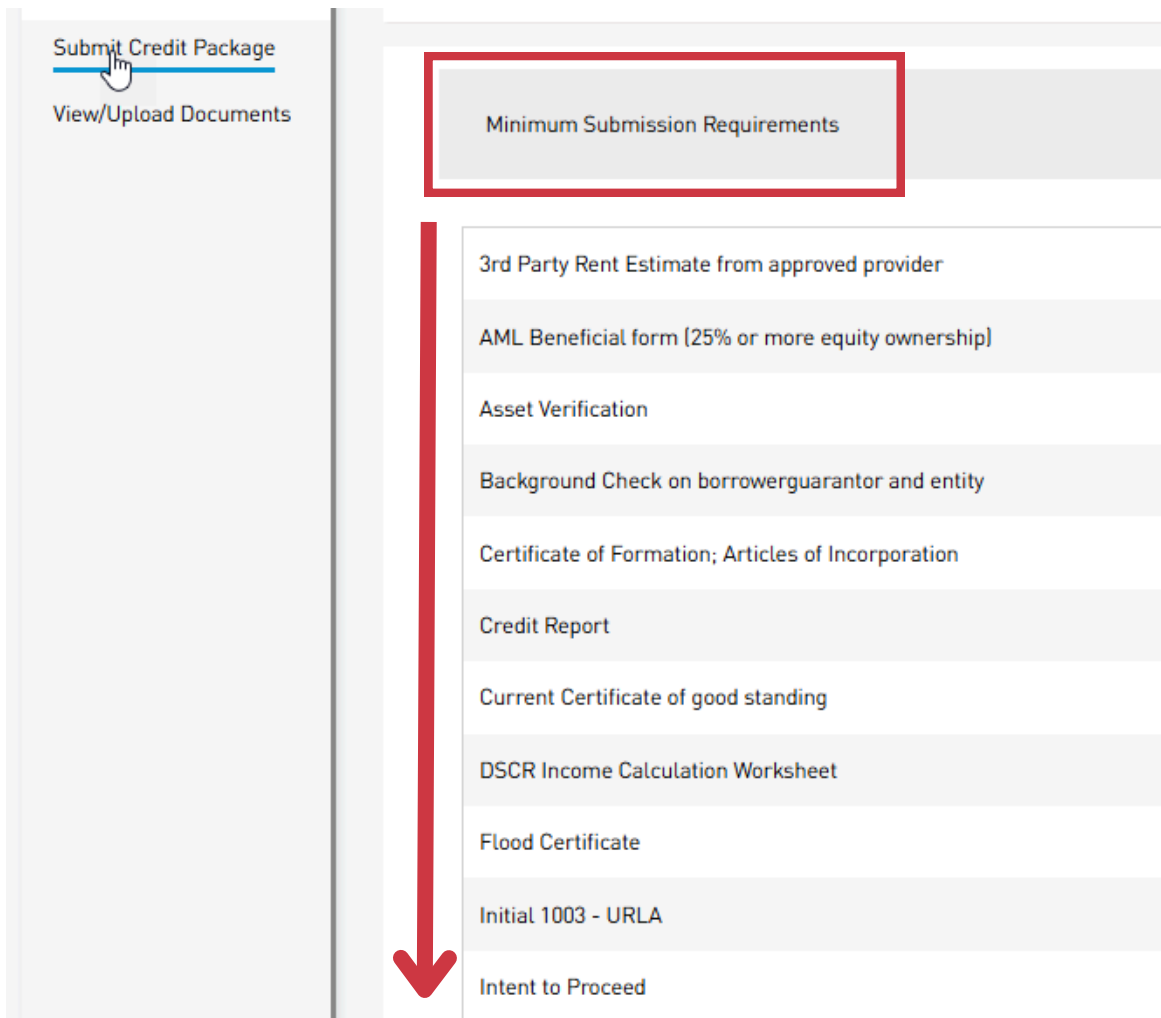 Submit Credit Package
View/Upload Documents
Minimum Submission Requirements
3rd Party Rent Estimate from approved provider
AML Beneficial form (25% or more equity ownership)
Asset Verification
Background Check on borrowerguarantor and entity
Certificate of Formation; Articles of Incorporation
Credit Report
Current Certificate of good standing
DSCR Income Calculation Worksheet
Flood Certificate
Initial 1003 - URLA
Intent to Proceed